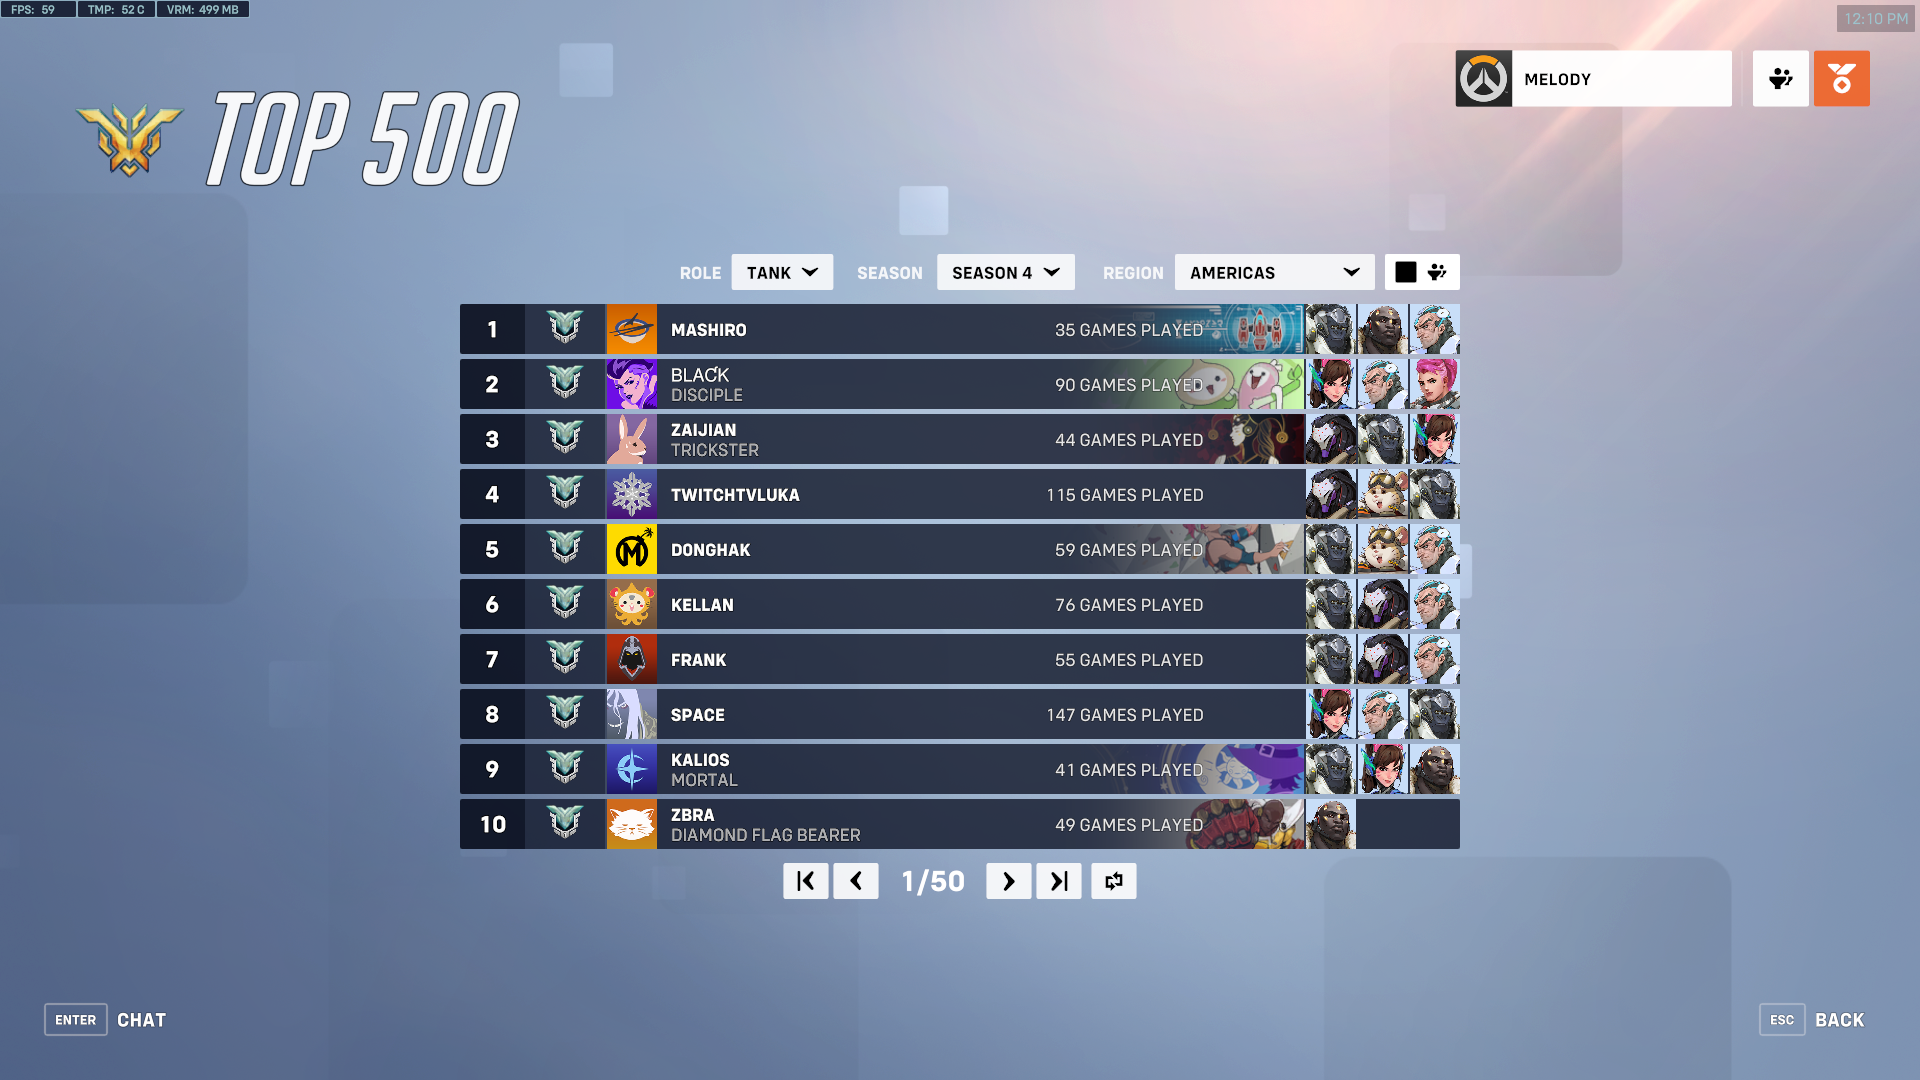 FPS: 59 TMP: 52 C VRM: 499 MB
12:10 PM
MELODY
TOP 500
ROLE TANK SEASON SEASON 4 REGION AMERICAS
1 MASHIRO 35 GAMES PLAYED
2 BLACK 90 GAMES PLAYED
DISCIPLE
3 ZAIJIAN 44 GAMES PLAYED
TRICKSTER
4 TWITCHTVLUKA 115 GAMES PLAYED
5 DONGHAK 59 GAMES PLAYED
6 KELLAN 76 GAMES PLAYED
7 FRANK 55 GAMES PLAYED
8 SPACE 147 GAMES PLAYED
9 KALIOS 41 GAMES PLAYED
MORTAL
10 ZBRA 49 GAMES PLAYED
DIAMOND FLAG BEARER
1/50
ENTER CHAT
ESC BACK